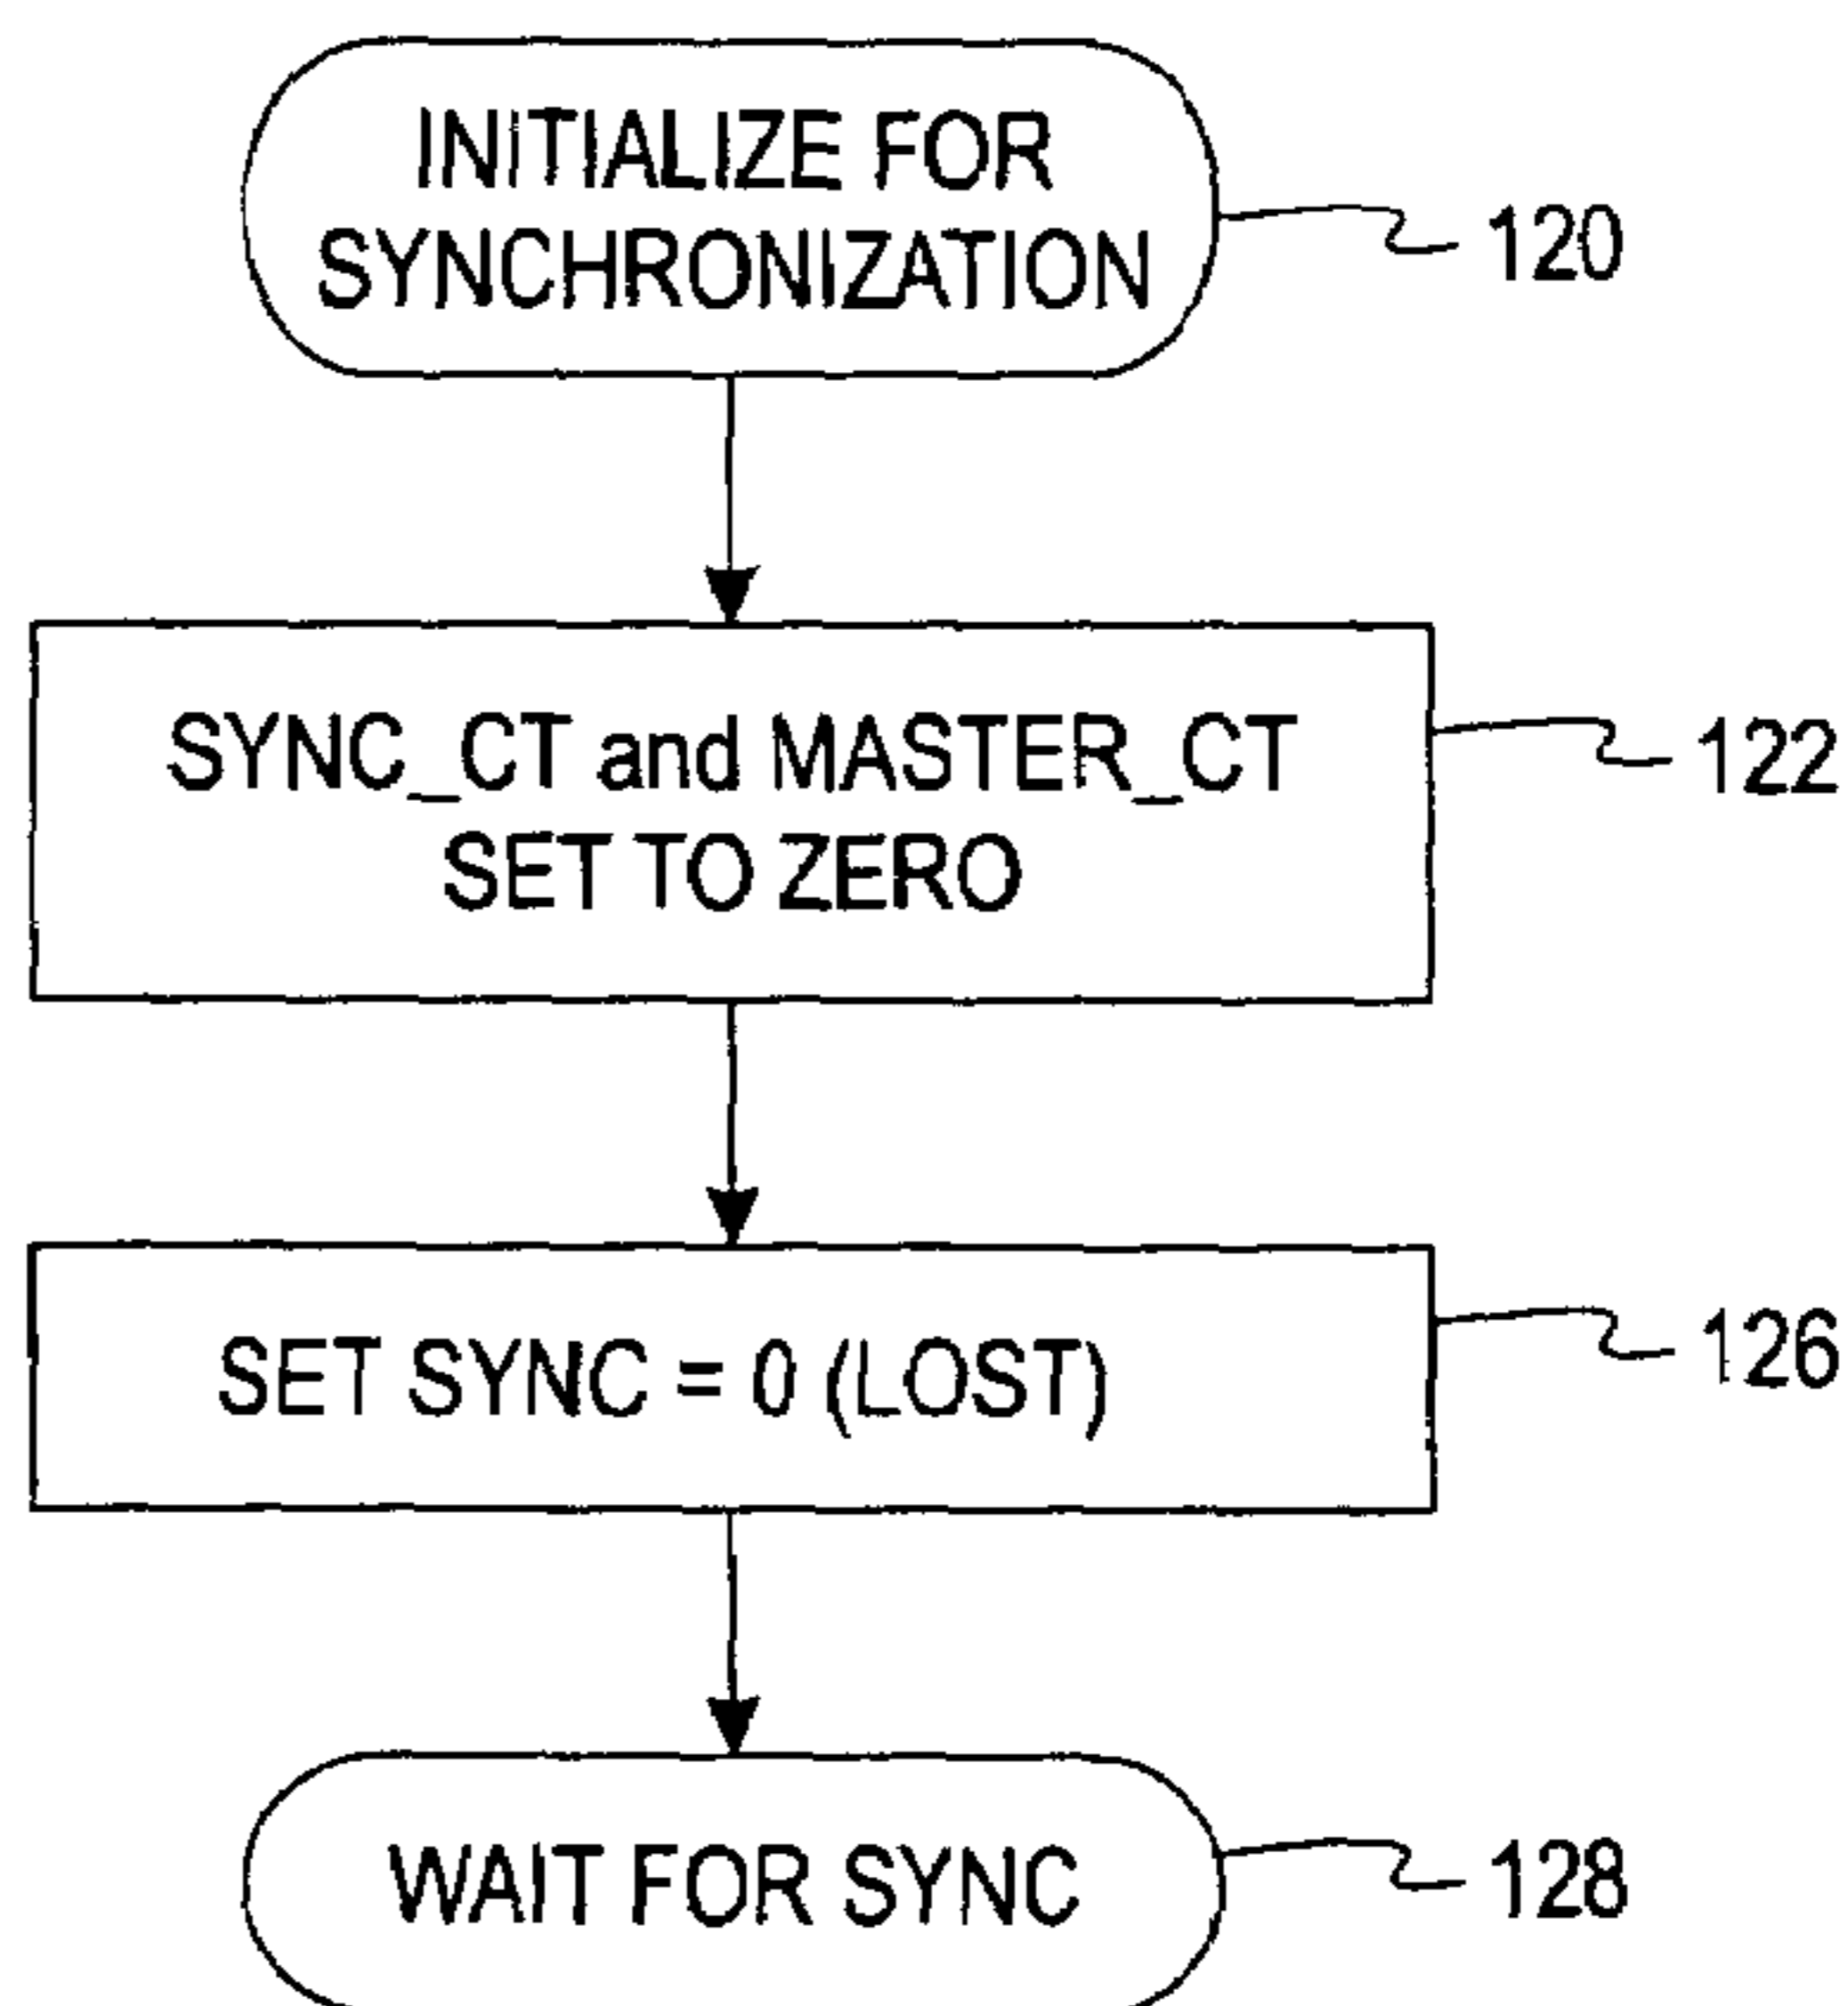 INITIALIZE FOR
SYNCHRONIZATION
120
SYNC_CT and MASTER_CT
SET TO ZERO
122
SET SYNC = 0 (LOST)
126
WAIT FOR SYNC
128